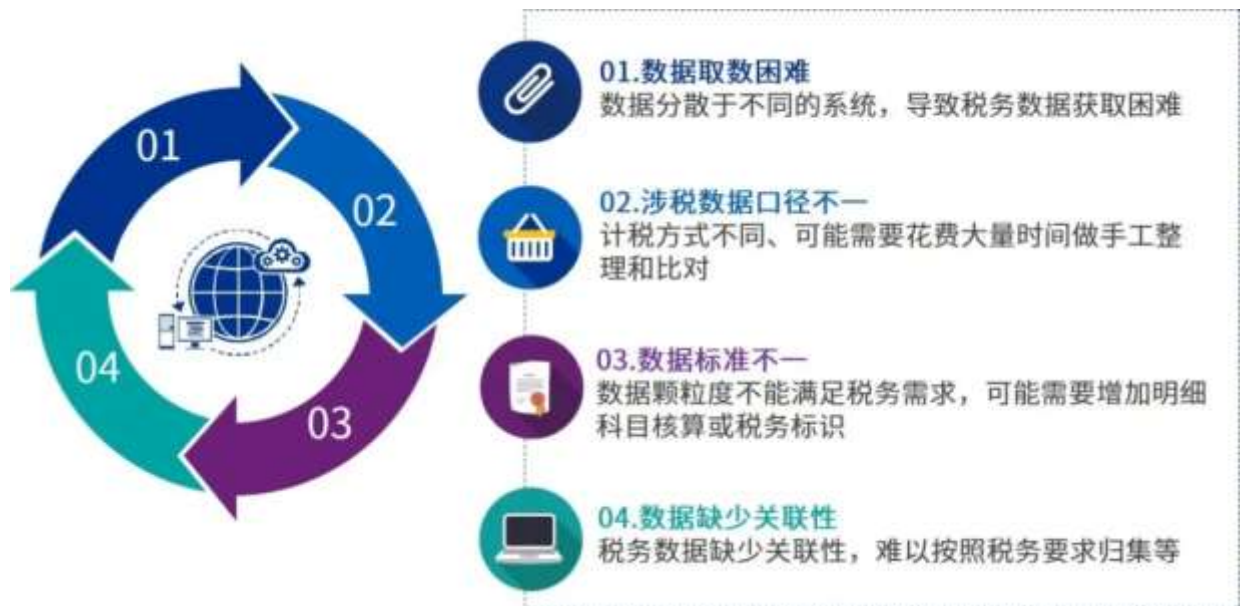 01
02
03
04
01.数据取数困难
数据分散于不同的系统，导致税务数据获取困难
02.涉税数据口径不一
计税方式不同、可能需要花费大量时间做手工整
理和比对
03.数据标准不一
数据颗粒度不能满足税务需求，可能需要增加明细
科目核算或税务标识
04.数据缺少关联性
税务数据缺少关联性，难以按照税务要求归集等